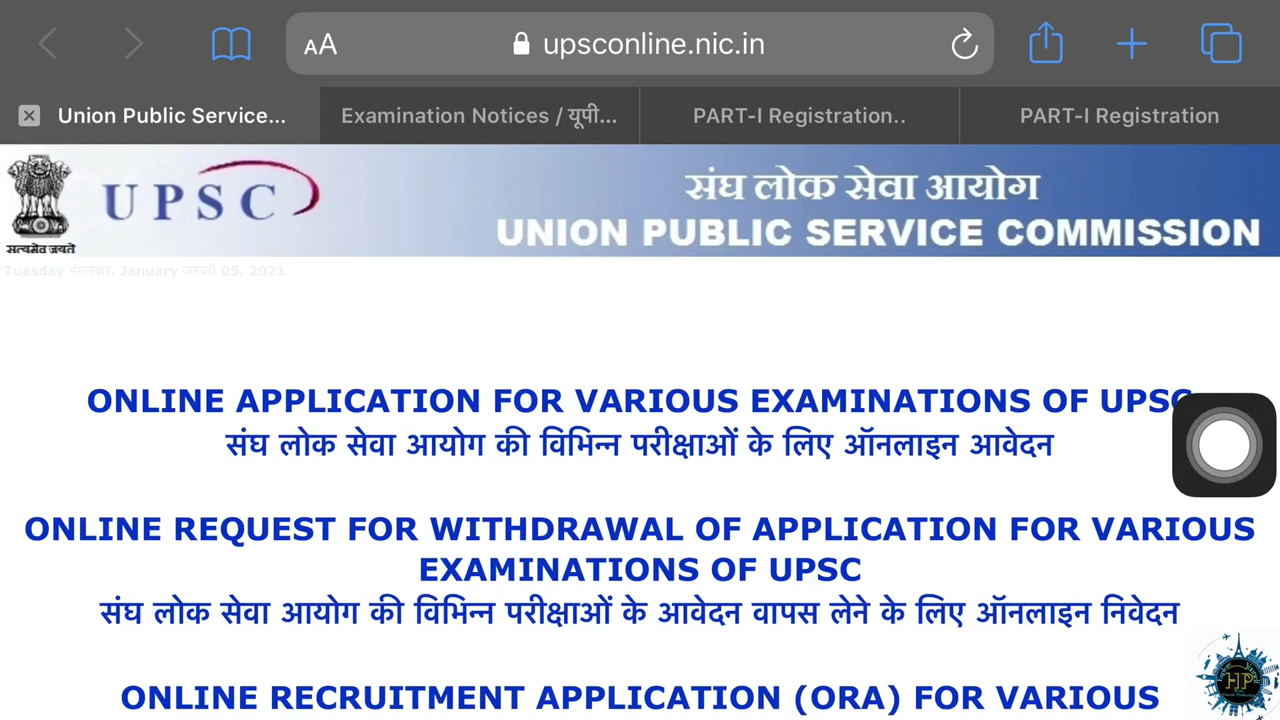 AA
upsconline.nic.in
Union Public Service...
Examination Notices / यूपी...
PART-I Registration..
PART-I Registration
सत्यमेव जयते
UPSC
संघ लोक सेवा आयोग
UNION PUBLIC SERVICE COMMISSION
Tuesday मंगलवार, January जनवरी 05, 2021
ONLINE APPLICATION FOR VARIOUS EXAMINATIONS OF UPSC
संघ लोक सेवा आयोग की विभिन्न परीक्षाओं के लिए ऑनलाइन आवेदन
ONLINE REQUEST FOR WITHDRAWAL OF APPLICATION FOR VARIOUS
EXAMINATIONS OF UPSC
संघ लोक सेवा आयोग की विभिन्न परीक्षाओं के आवेदन वापस लेने के लिए ऑनलाइन निवेदन
HP
ONLINE RECRUITMENT APPLICATION (ORA) FOR VARIOUS